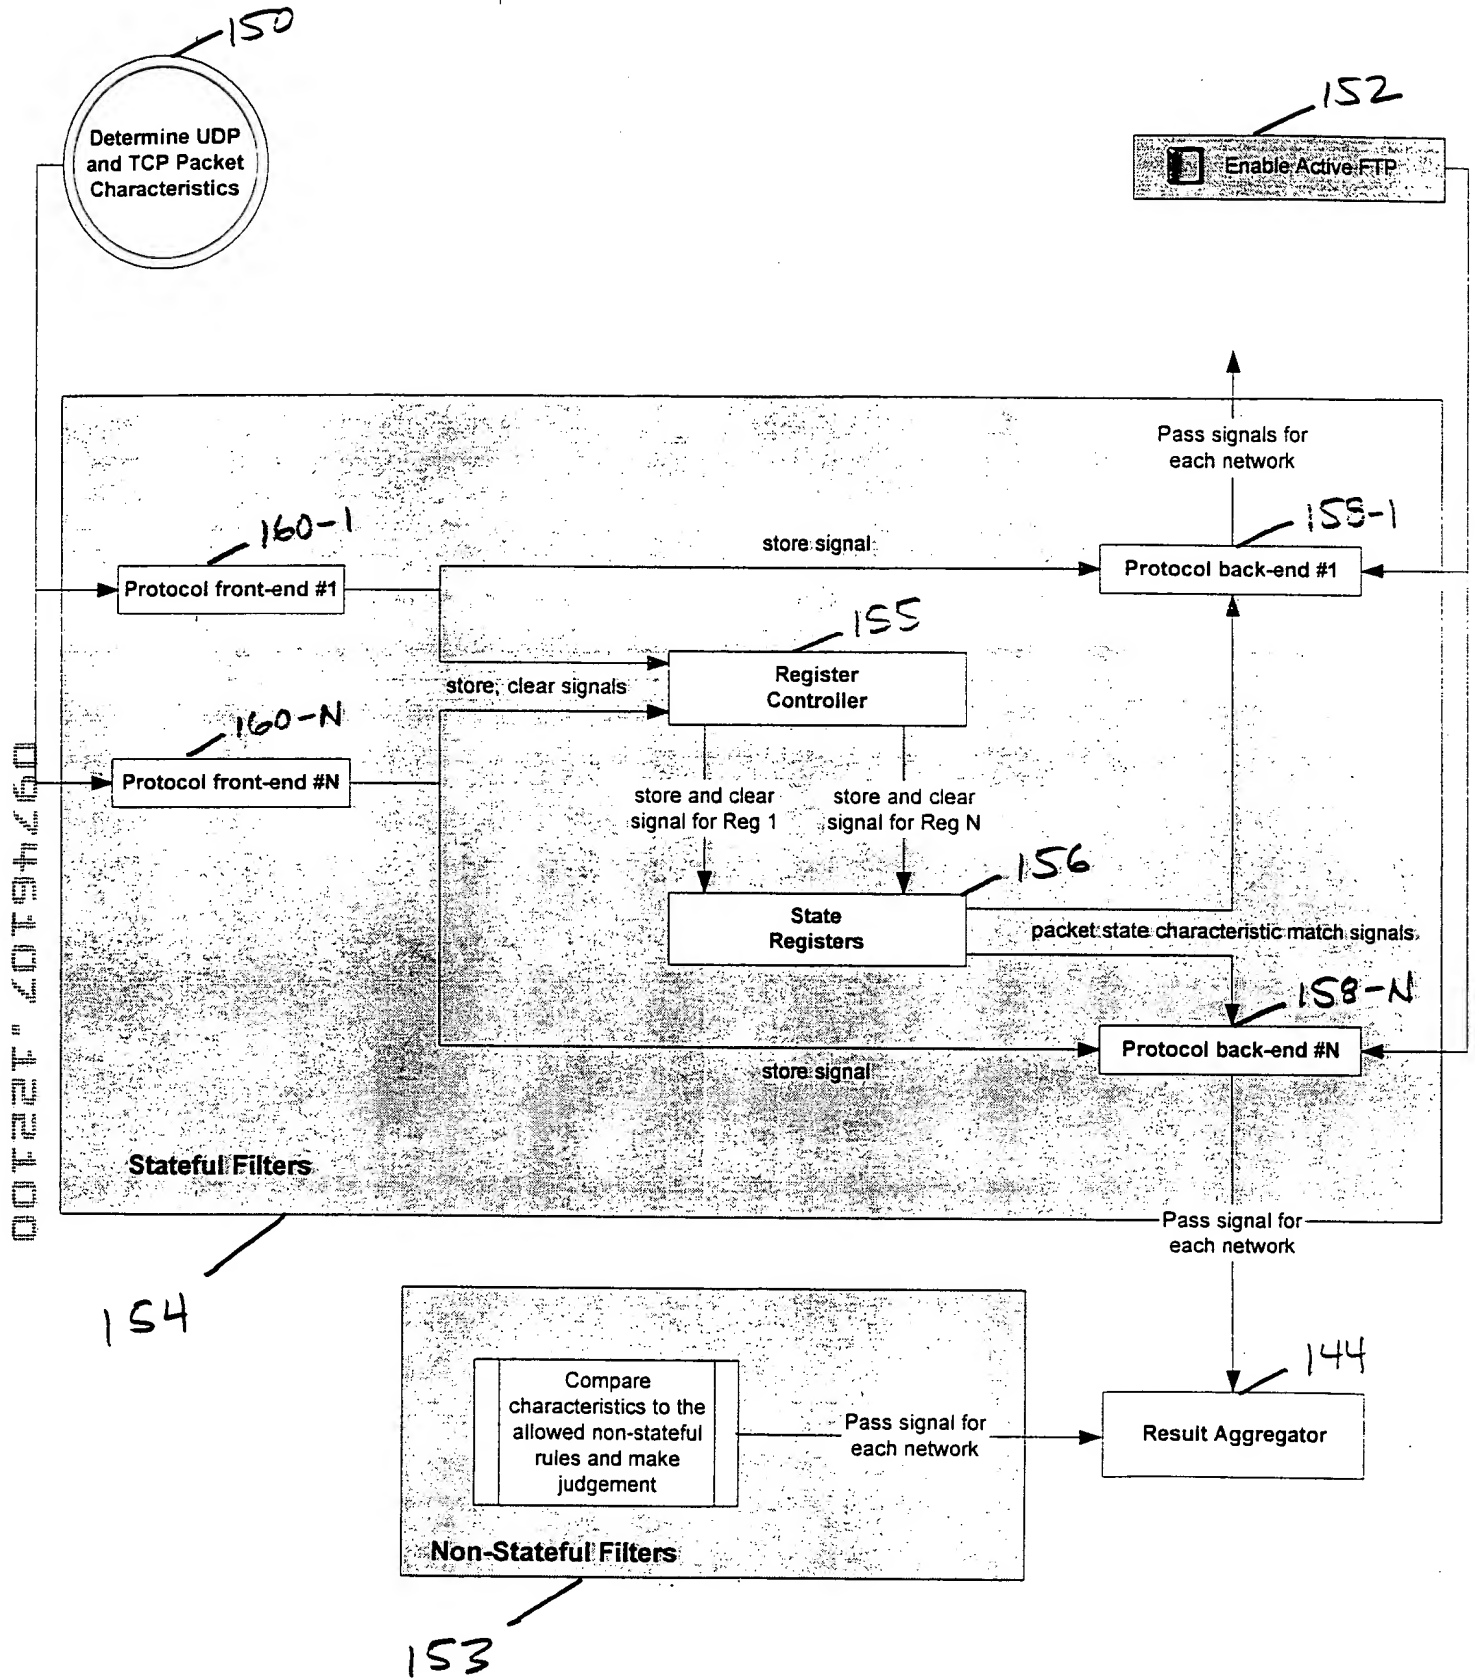 150
Determine UDP
and TCP Packet
Characteristics
152
Enable Active FTP
Pass signals for
each network
160-1
store signal
158-1
Protocol front-end #1
Protocol back-end #1
155
Register
Controller
store, clear signals
160-N
Protocol front-end #N
store and clear
signal for Reg 1
store and clear
signal for Reg N
156
State
Registers
packet state characteristic match signals
158-N
Protocol back-end #N
store signal
Stateful Filters
154
Pass signal for
each network
144
Compare
characteristics to the
allowed non-stateful
rules and make
judgement
Pass signal for
each network
Result Aggregator
Non-Stateful Filters
153
09746107 . 122100